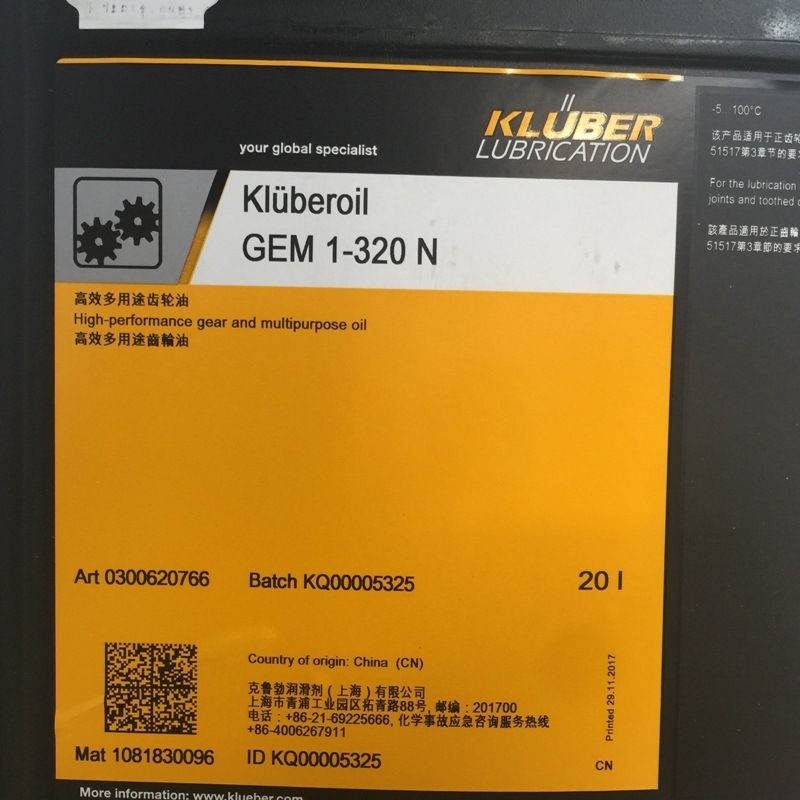 KLÜBER
LUBRICATION
your global specialist
Klüberoil
GEM 1-320 N
高效多用途齿轮油
High-performance gear and multipurpose oil
高效多用途齒輪油
Art 0300620766
Batch KQ00005325
20 l
Country of origin: China (CN)
克鲁勃润滑剂（上海）有限公司
上海市青浦工业园区拓青路88号, 邮编：201700
电话：+86-21-69225666, 化学事故应急咨询服务热线
+86-4006267911
Printed 29.11.2017
Mat 1081830096
ID KQ00005325
CN
More information: www.klueber.com
-5...100°C
该产品适用于正齿轮
51517第3章节的要求
For the lubrication
joints and toothed
該產品適用於正齒輪
51517第3章節的要求